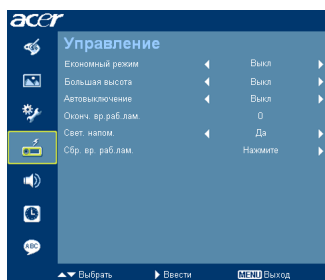 acer
Управление
Економный режим Выкл
Большая высота Выкл
Автовыключение Выкл
Оконч. вр.раб.лам. 0
Свет. напом. Да
Сбр. вр. раб.лам. Нажмите
ABC
Выбрать Ввести MENU Выход